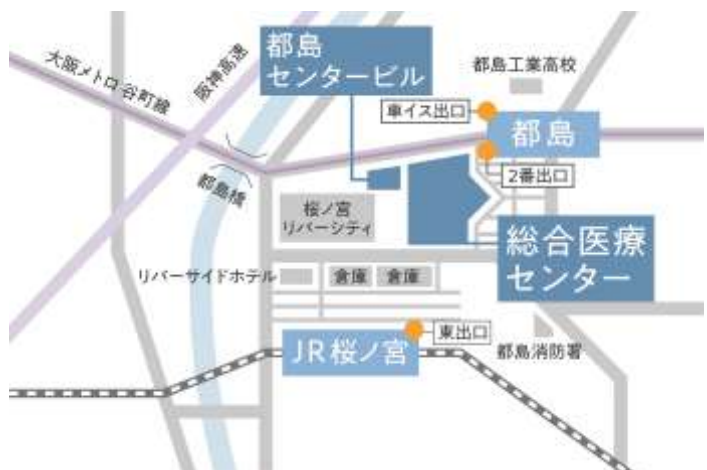 大阪メトロ谷町線
阪神高速
都島
センタービル
都島工業高校
車イス出口
都島
2番出口
都島橋
桜ノ宮
リバーシティ
総合医療
センター
リバーサイドホテル
倉庫
倉庫
東出口
JR桜ノ宮
都島消防署